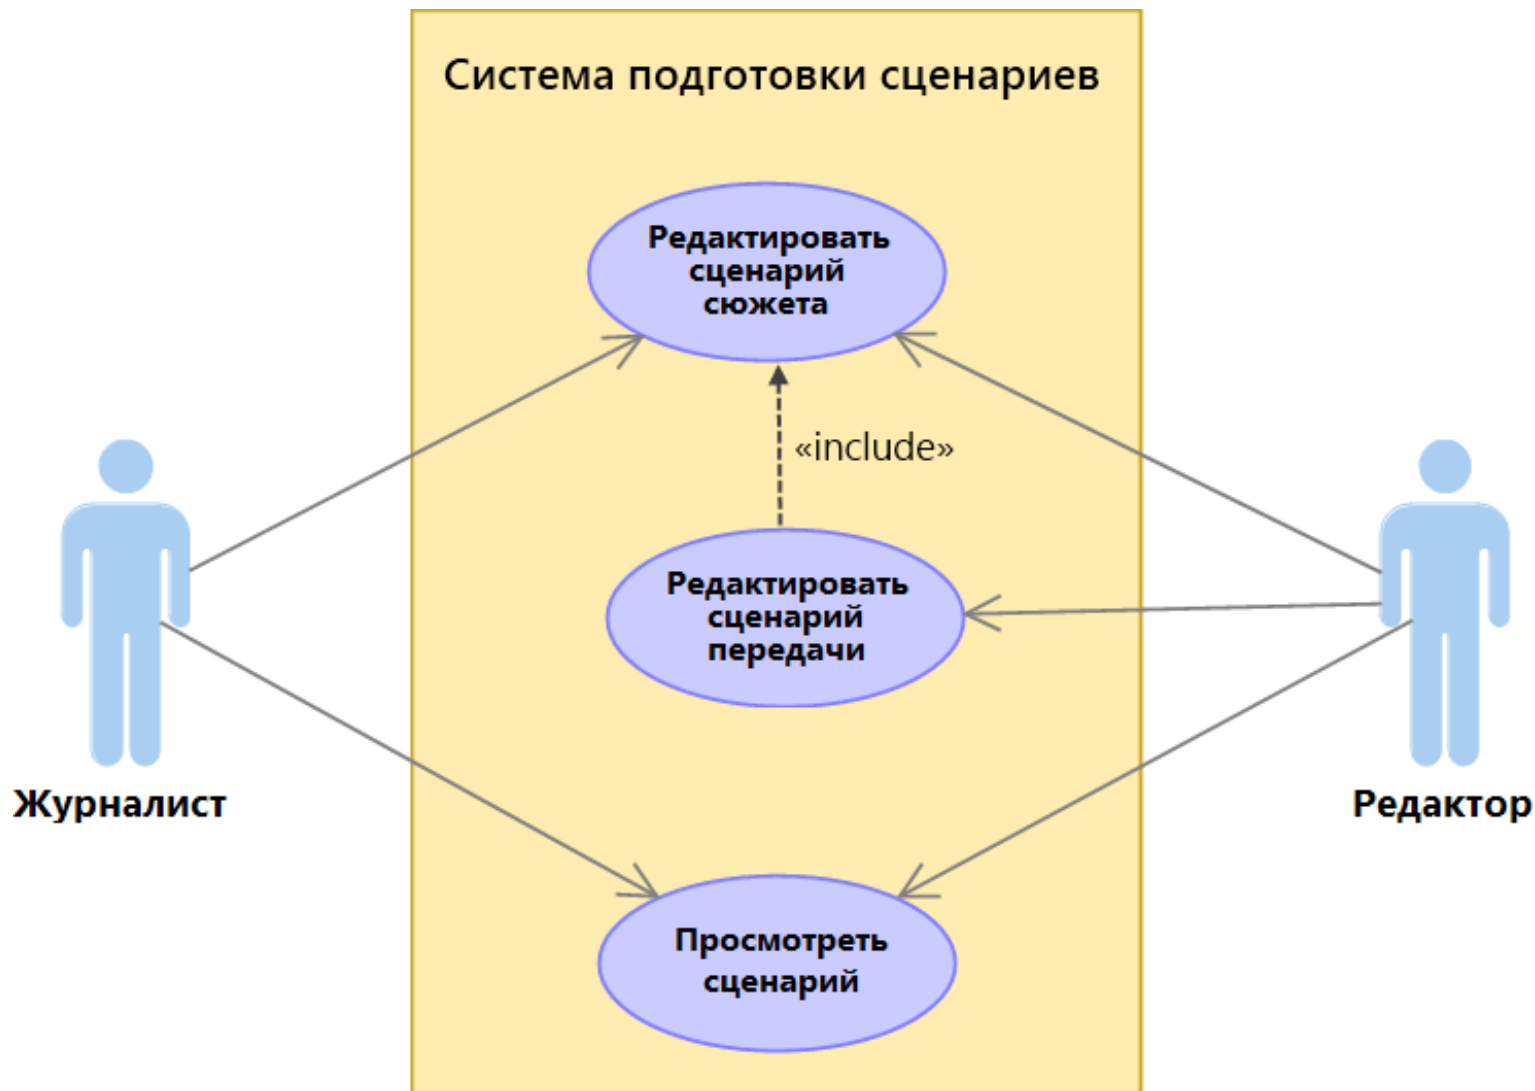 Система подготовки сценариев
Редактировать
сценарий
сюжета
«include»
Редактировать
сценарий
передачи
Журналист
Редактор
Просмотреть
сценарий